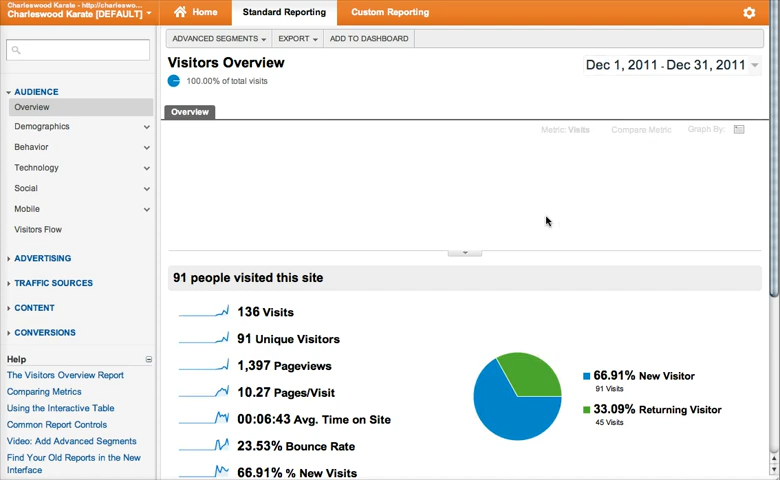 Charleswood Karate - http://charleswo...
Charleswood Karate [DEFAULT]
Home
Standard Reporting
Custom Reporting
ADVANCED SEGMENTS
EXPORT
ADD TO DASHBOARD
Visitors Overview
Dec 1, 2011 - Dec 31, 2011
100.00% of total visits
AUDIENCE
Overview
Demographics
Behavior
Technology
Social
Mobile
Visitors Flow
ADVERTISING
TRAFFIC SOURCES
CONTENT
CONVERSIONS
Help
The Visitors Overview Report
Comparing Metrics
Using the Interactive Table
Common Report Controls
Video: Add Advanced Segments
Find Your Old Reports in the New
Interface
Overview
Metric: Visits
Compare Metric
Graph By:
91 people visited this site
136 Visits
91 Unique Visitors
1,397 Pageviews
10.27 Pages/Visit
00:06:43 Avg. Time on Site
23.53% Bounce Rate
66.91% % New Visits
66.91% New Visitor
91 Visits
33.09% Returning Visitor
45 Visits